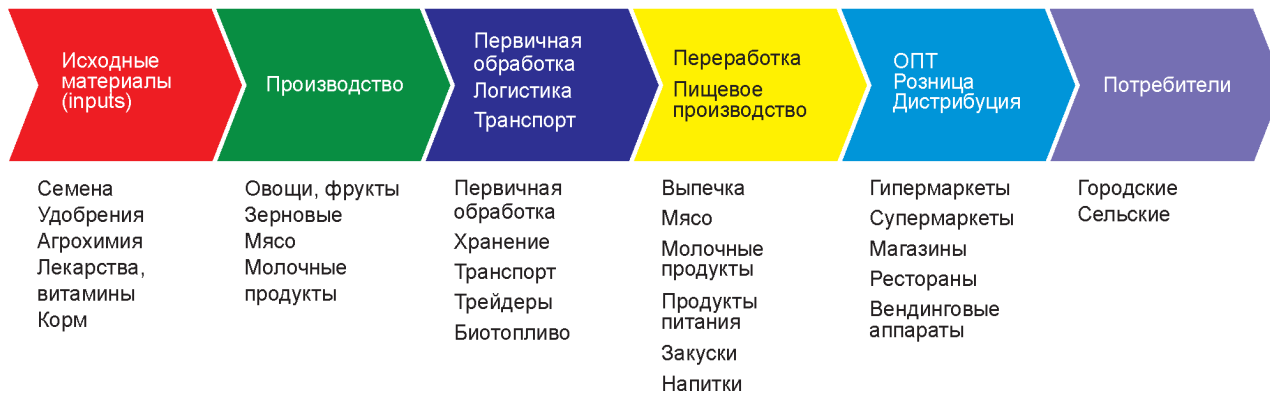 Исходные
материалы
(inputs)
Производство
Первичная
обработка
Логистика
Транспорт
Переработка
Пищевое
производство
ОПТ
Розница
Дистрибуция
Потребители
Семена
Удобрения
Агрохимия
Лекарства,
витамины
Корм
Овощи, фрукты
Зерновые
Мясо
Молочные
продукты
Первичная
обработка
Хранение
Транспорт
Трейдеры
Биотопливо
Выпечка
Мясо
Молочные
продукты
Продукты
питания
Закуски
Напитки
Гипермаркеты
Супермаркеты
Магазины
Рестораны
Вендинговые
аппараты
Городские
Сельские